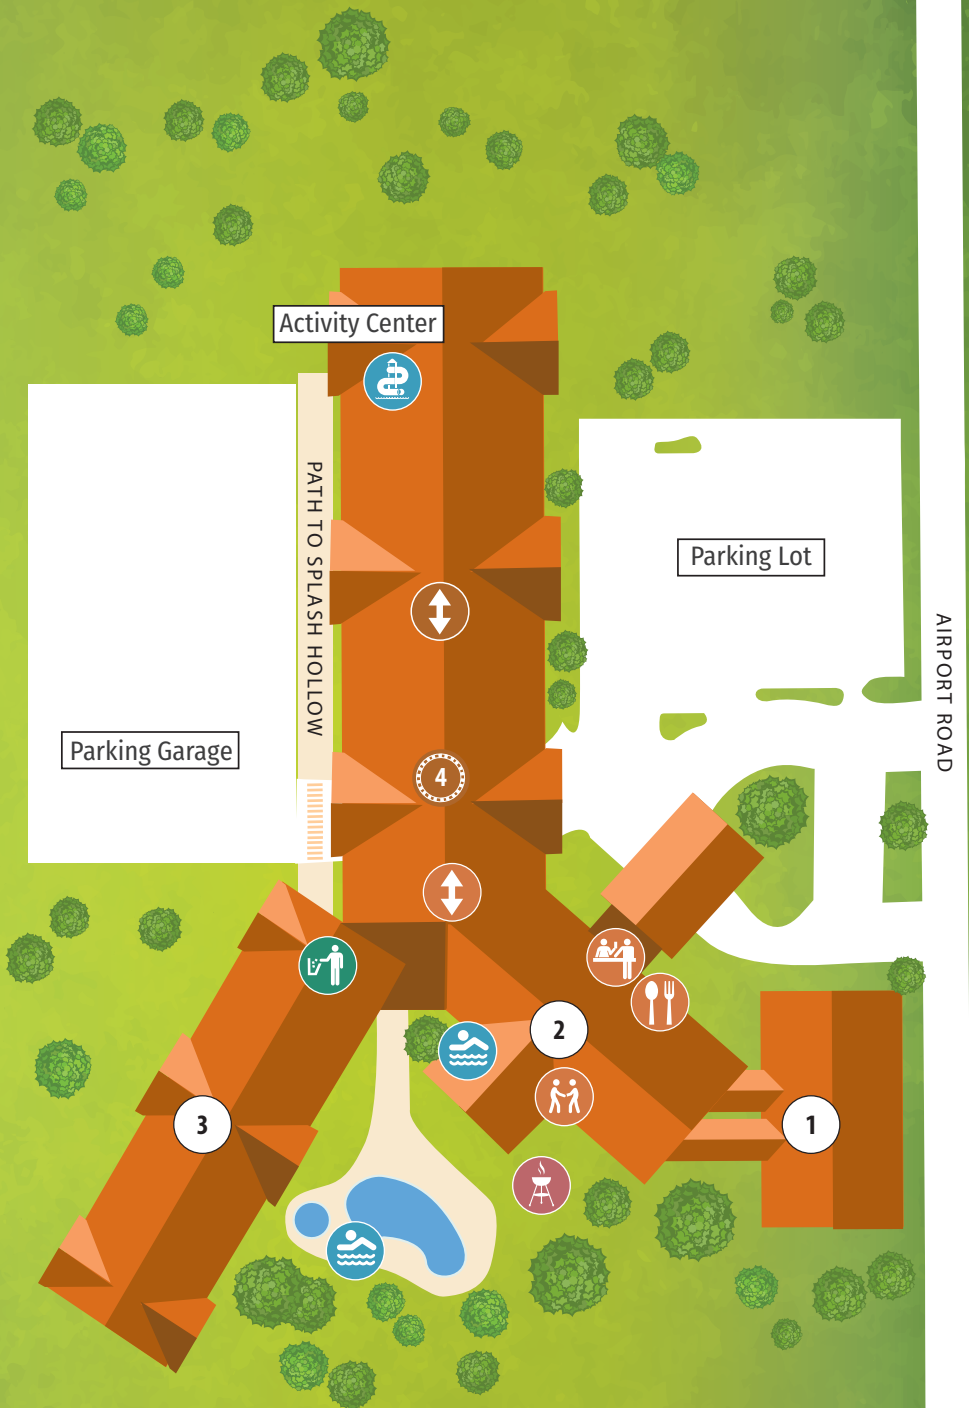 Activity Center
PATH TO SPLASH HOLLOW
Parking Lot
AIRPORT ROAD
Parking Garage
4
2
3
1